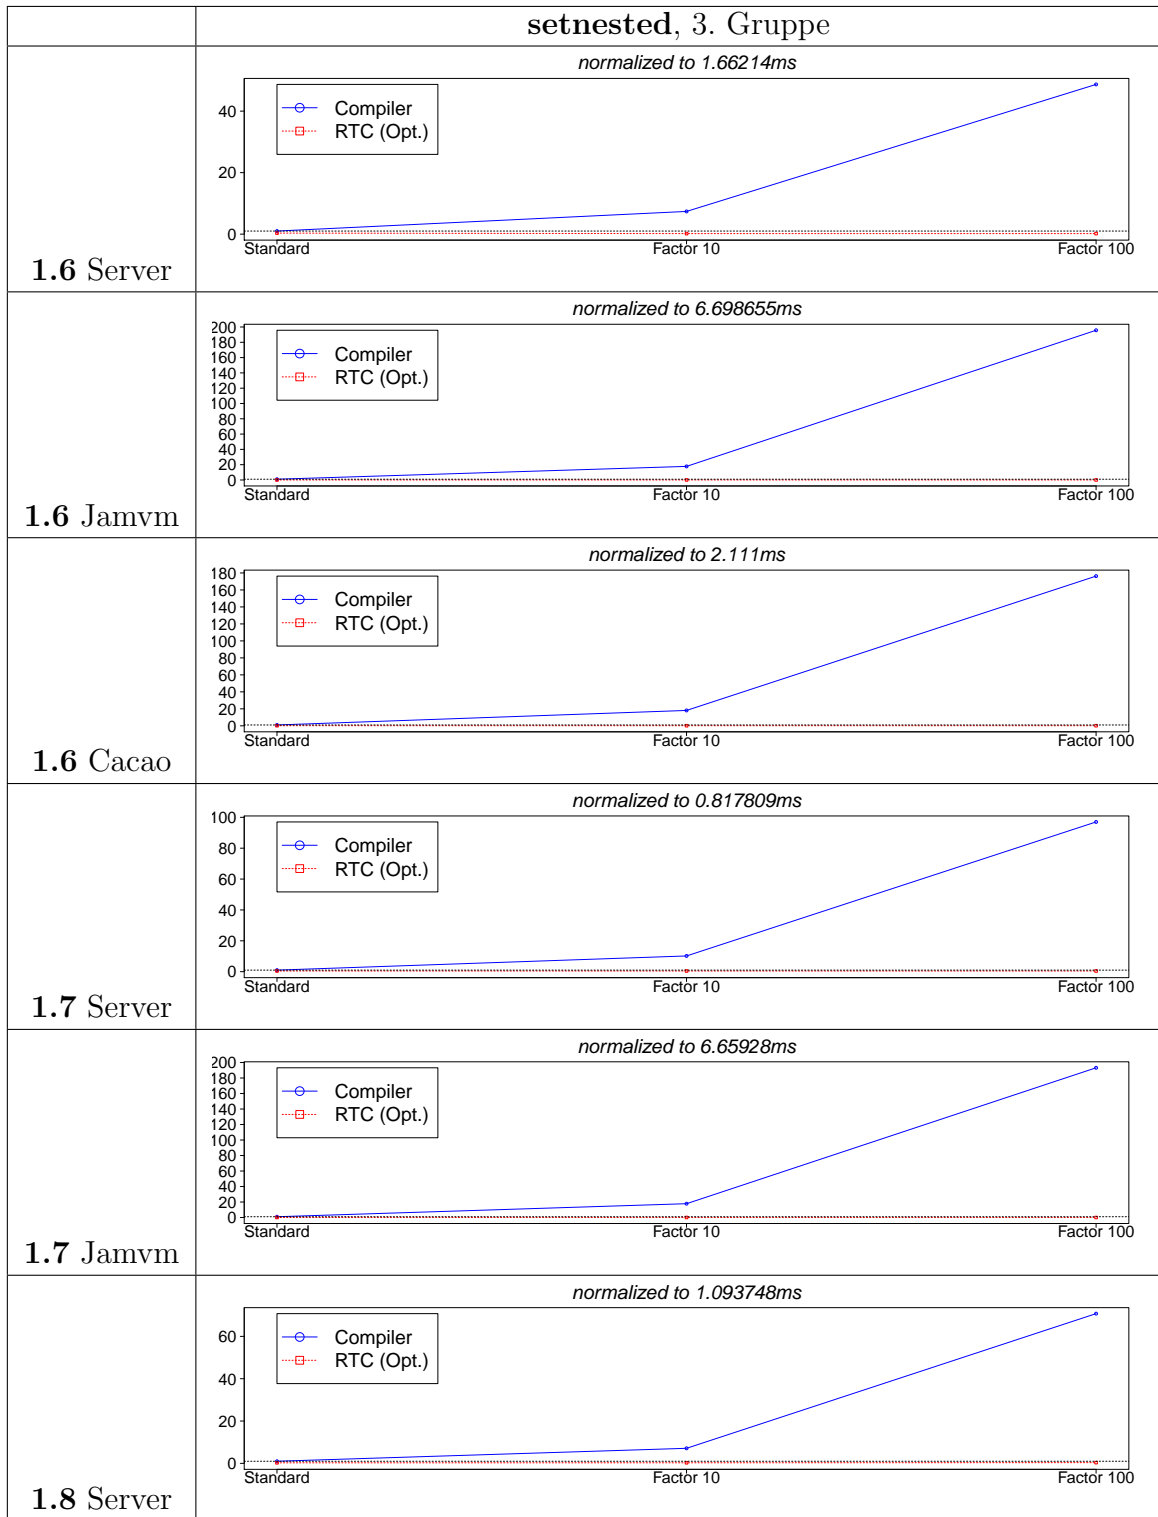 setnested, 3. Gruppe
normalized to 1.66214ms
Compiler
RTC (Opt.)
40
20
0
Standard Factor 10 Factor 100
1.6 Server
normalized to 6.698655ms
Compiler
RTC (Opt.)
200
180
160
140
120
100
80
60
40
20
0
Standard Factor 10 Factor 100
1.6 Jamvm
normalized to 2.111ms
Compiler
RTC (Opt.)
180
160
140
120
100
80
60
40
20
0
Standard Factor 10 Factor 100
1.6 Cacao
normalized to 0.817809ms
Compiler
RTC (Opt.)
100
80
60
40
20
0
Standard Factor 10 Factor 100
1.7 Server
normalized to 6.65928ms
Compiler
RTC (Opt.)
200
180
160
140
120
100
80
60
40
20
0
Standard Factor 10 Factor 100
1.7 Jamvm
normalized to 1.093748ms
Compiler
RTC (Opt.)
60
40
20
0
Standard Factor 10 Factor 100
1.8 Server